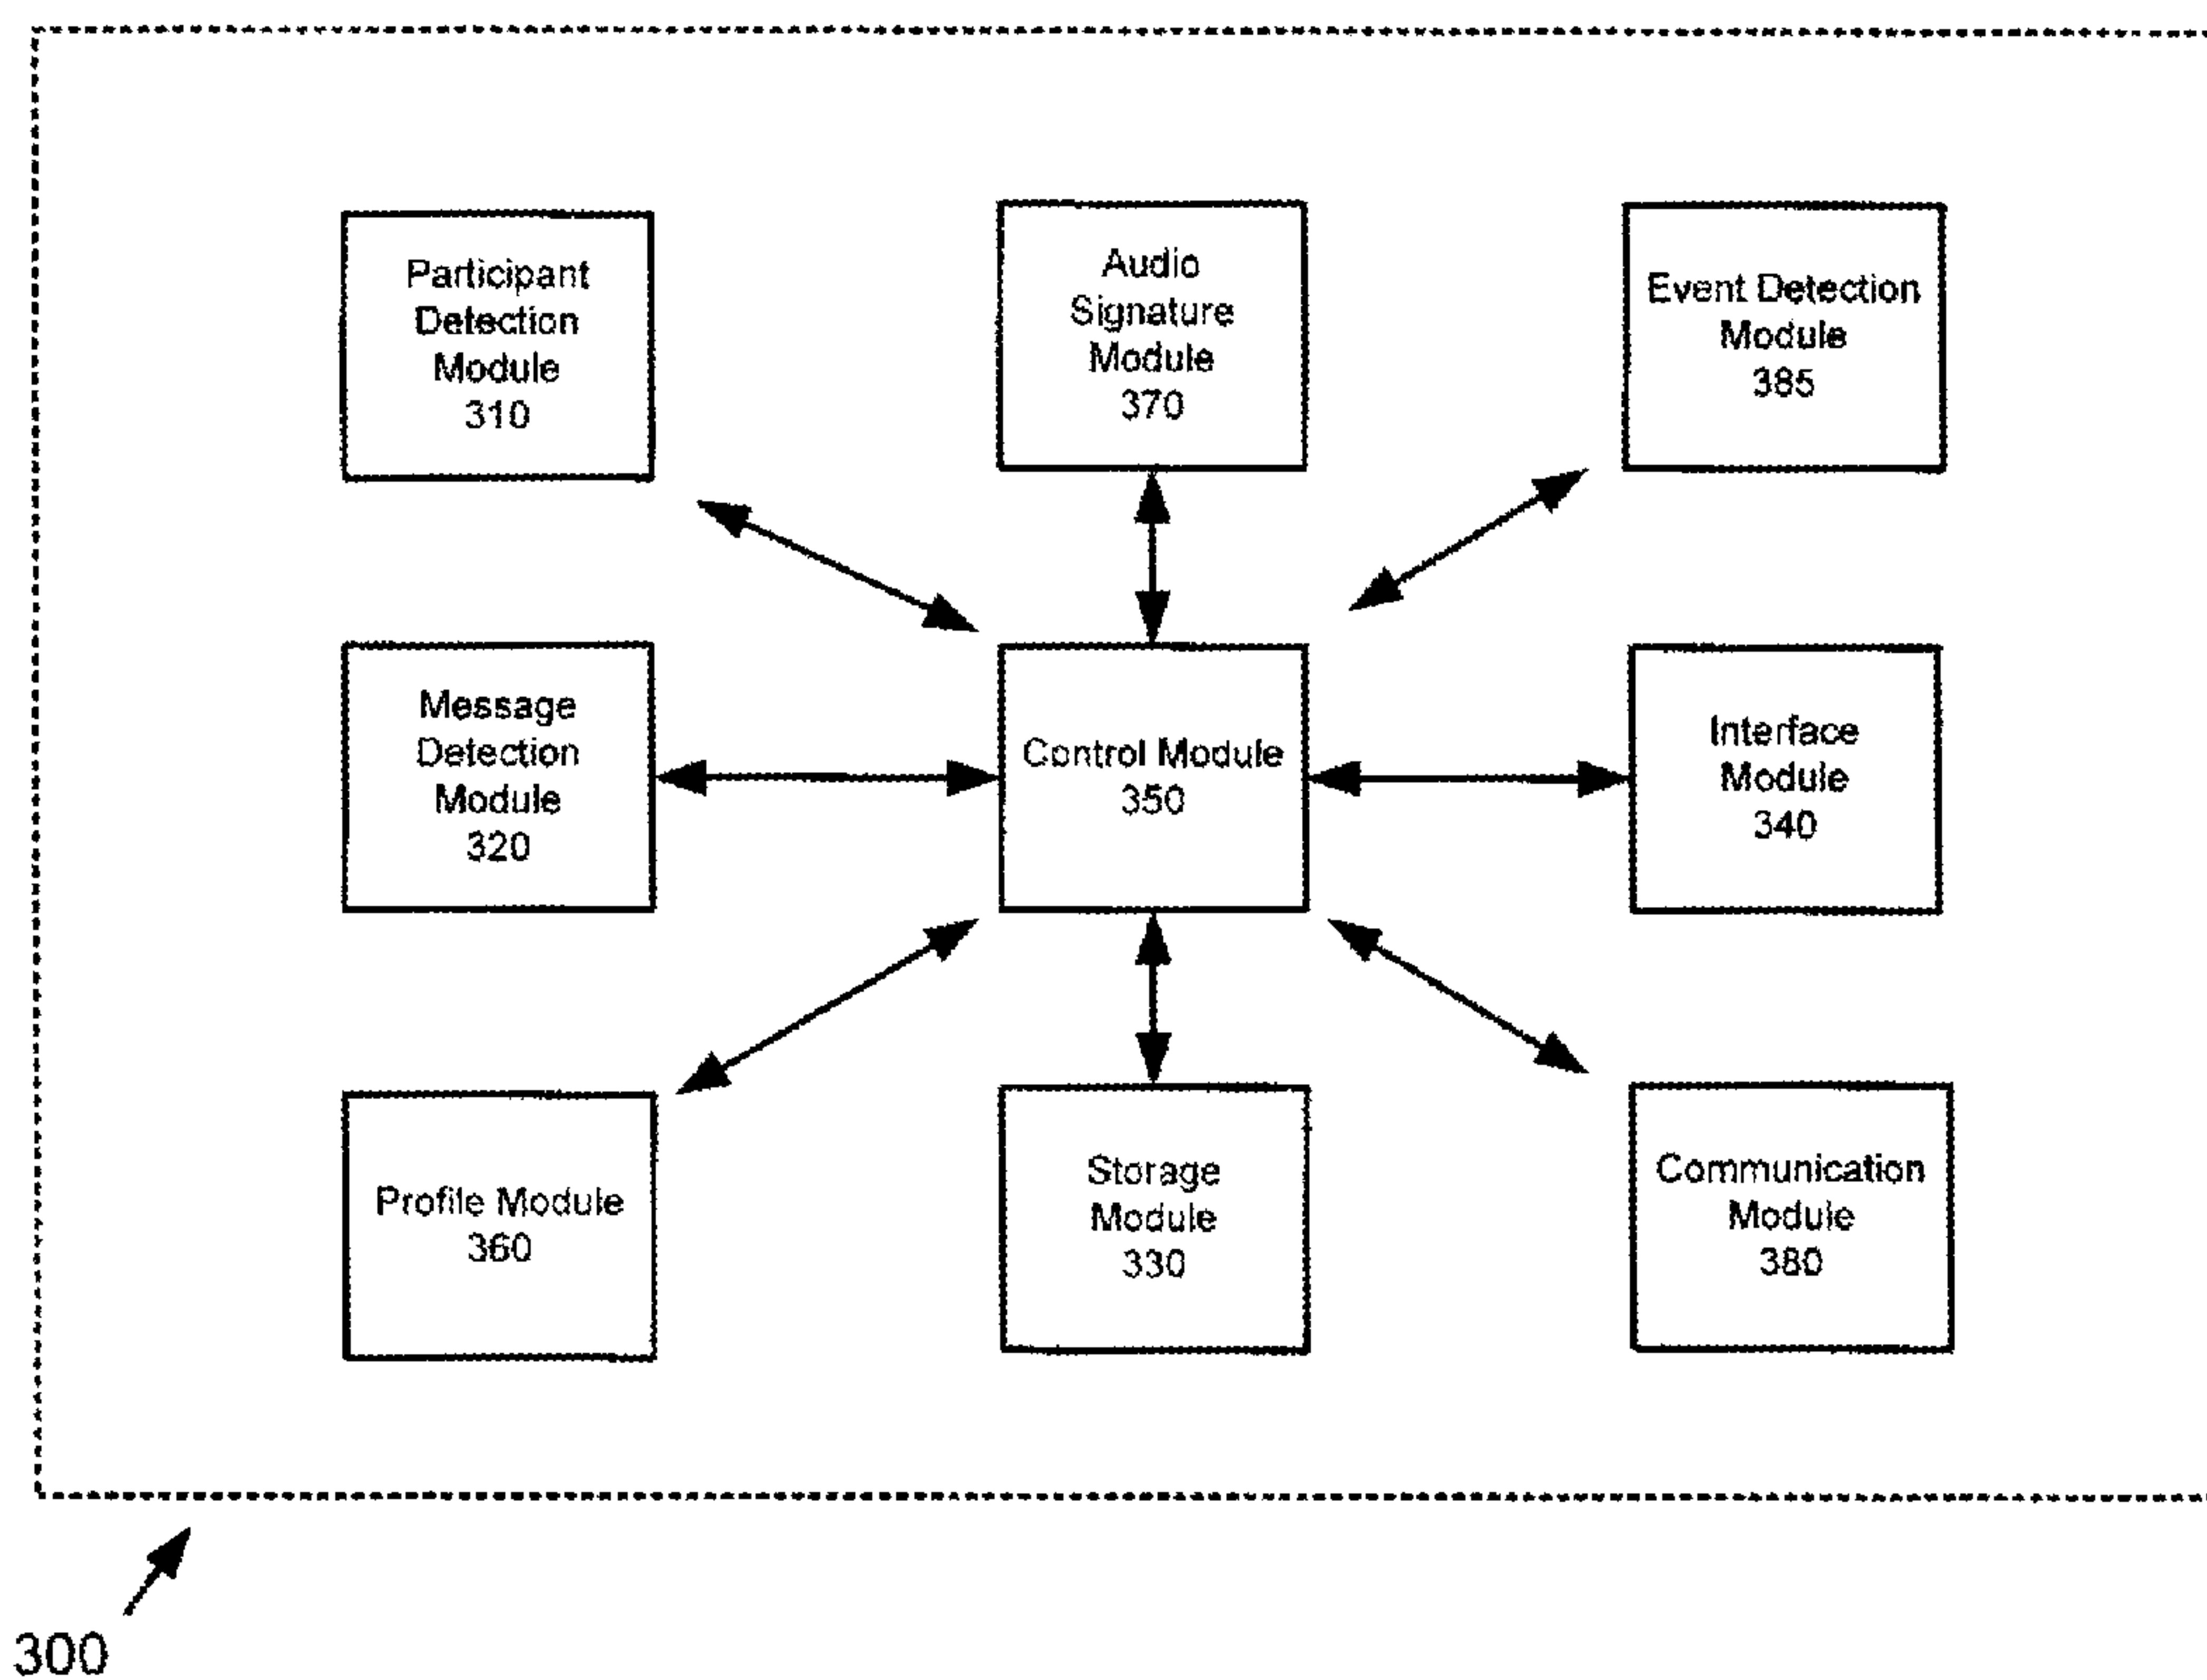 Participant
Detection
Module
310
Audio
Signature
Module
370
Event Detection
Module
385
Message
Detection
Module
320
Control Module
350
Interface
Module
340
Profile Module
360
Storage
Module
330
Communication
Module
380
300